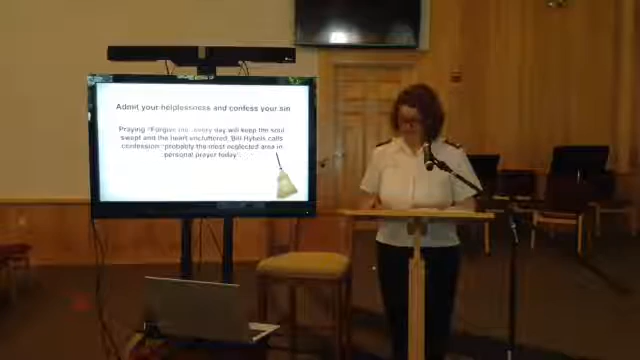 Admit your helplessness and confess your sin
Praying "Forgive me" every day will keep the soul
swept and the heart uncluttered. Bill Hybels calls
confession "probably the most neglected area in
personal prayer today".